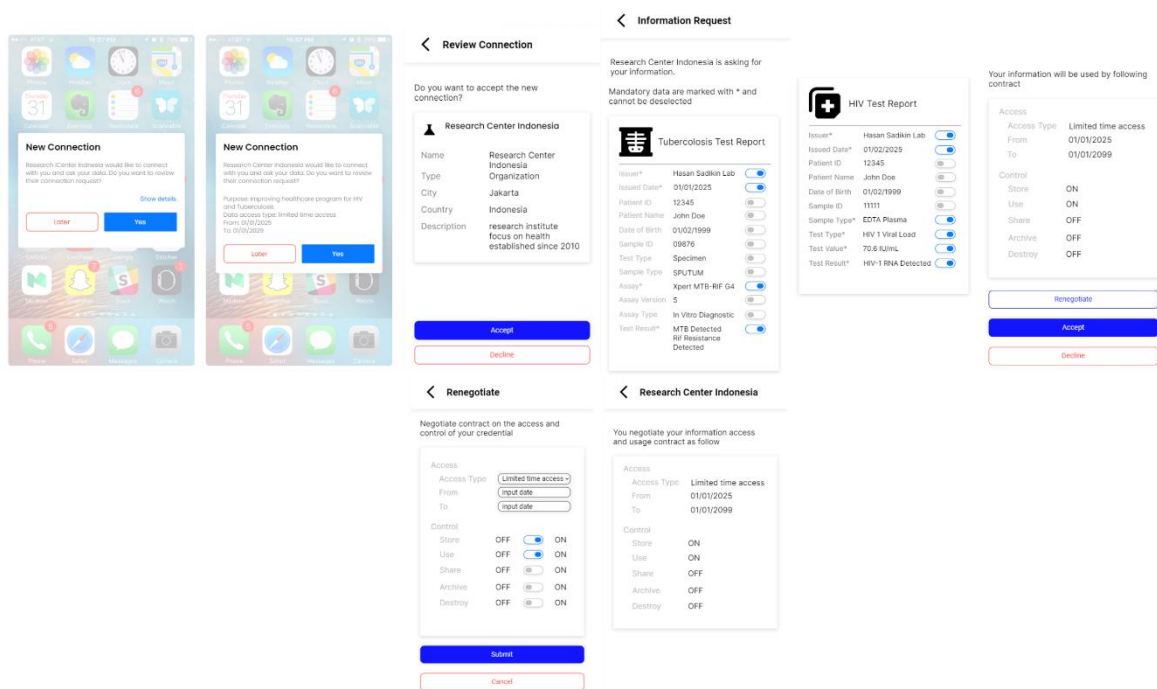 New Connection
Research iCenter Indonesia would like to connect
with you and ask your data. Do you want to review
their connection request?
Show details
Later
Yes
New Connection
Research iCenter Indonesia would like to connect
with you and ask your data. Do you want to review
their connection request?
Purpose: improving healthcare program for HIV
and Tuberculosis
Data access type: limited time access
From: 01/01/2025
Later
Yes
Review Connection
Do you want to accept the new
connection?
Research Center Indonesia
Name Research Center
Indonesia
Type Organization
City Jakarta
Country Indonesia
Description research institute
focus on health
established since 2010
Accept
Decline
Information Request
Research Center Indonesia is asking for
your information.
Mandatory data are marked with * and
cannot be deselected
Tubercolosis Test Report
Issuer* Hasan Sadikin Lab
Issued Date* 01/01/2025
Patient ID 12345
Patient Name John Doe
Date of Birth 01/02/1999
Sample ID 09876
Test Type Specimen
Sample Type SPUTUM
Assay* Xpert MTB-RIF G4
Assay Version 5
Assay Type In Vitro Diagnostic
Test Result* MTB Detected
RIF Resistance
Detected
HIV Test Report
Issuer* Hasan Sadikin Lab
Issued Date* 01/02/2025
Patient ID 12345
Patient Name John Doe
Date of Birth 01/02/1999
Sample ID 11111
Sample Type* EDTA Plasma
Test Type* HIV 1 Viral Load
Test Value* 70.6 IU/mL
Test Result* HIV-1 RNA Detected
Your information will be used by following
contract
Access
Access Type Limited time access
From 01/01/2025
To 01/01/2099
Control
Store ON
Use ON
Share OFF
Archive OFF
Destroy OFF
Renegotiate
Accept
Decline
Renegotiate
Negotiate contract on the access and
control of your credential
Access
Access Type Limited time access
From input date
To input date
Control
Store OFF ON
Use OFF ON
Share OFF ON
Archive OFF ON
Destroy OFF ON
Submit
Cancel
Research Center Indonesia
You negotiate your information access
and usage contract as follow
Access
Access Type Limited time access
From 01/01/2025
To 01/01/2099
Control
Store ON
Use ON
Share OFF
Archive OFF
Destroy OFF